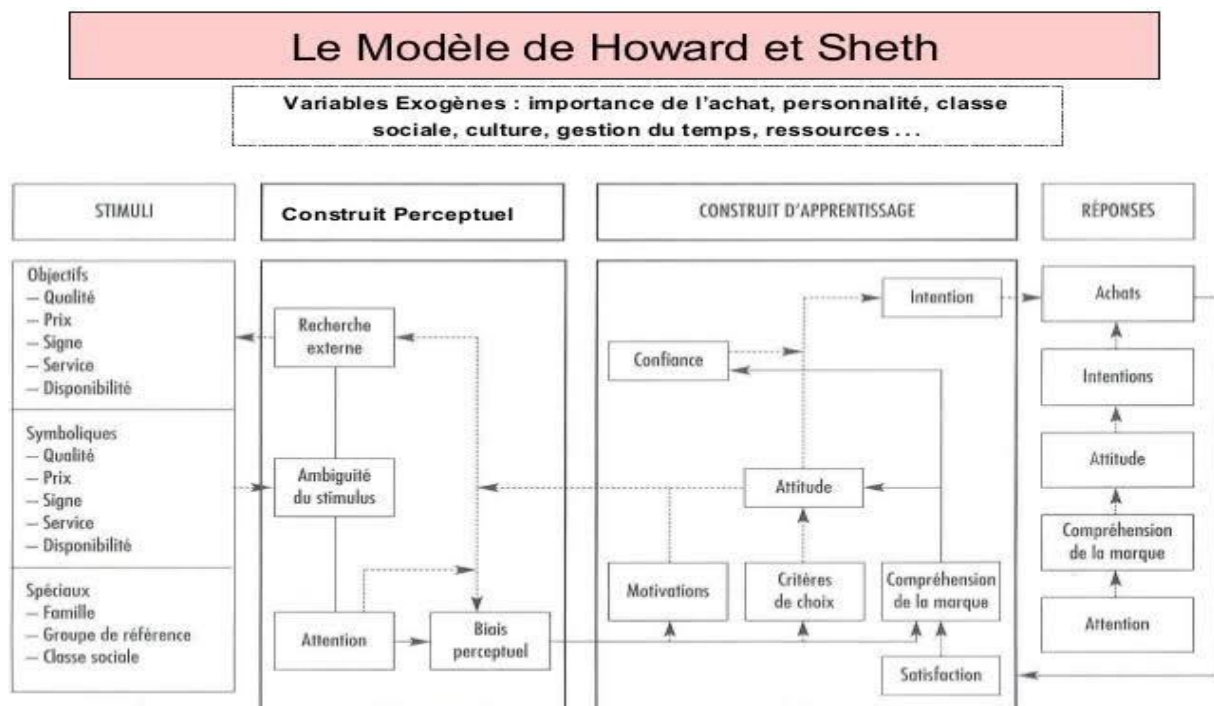 Le Modèle de Howard et Sheth
Variables Exogènes : importance de l'achat, personnalité, classe
sociale, culture, gestion du temps, ressources ...
STIMULI
Construit Perceptuel
CONSTRUIT D'APPRENTISSAGE
RÉPONSES
Objectifs
— Qualité
— Prix
— Signe
— Service
— Disponibilité
Symboliques
— Qualité
— Prix
— Signe
— Service
— Disponibilité
Spéciaux
— Famille
— Groupe de référence
— Classe sociale
Recherche
externe
Ambiguïté
du stimulus
Attention
Biais
perceptuel
Intention
Confiance
Attitude
Motivations
Critères
de choix
Compréhension
de la marque
Satisfaction
Achats
Intentions
Attitude
Compréhension
de la marque
Attention